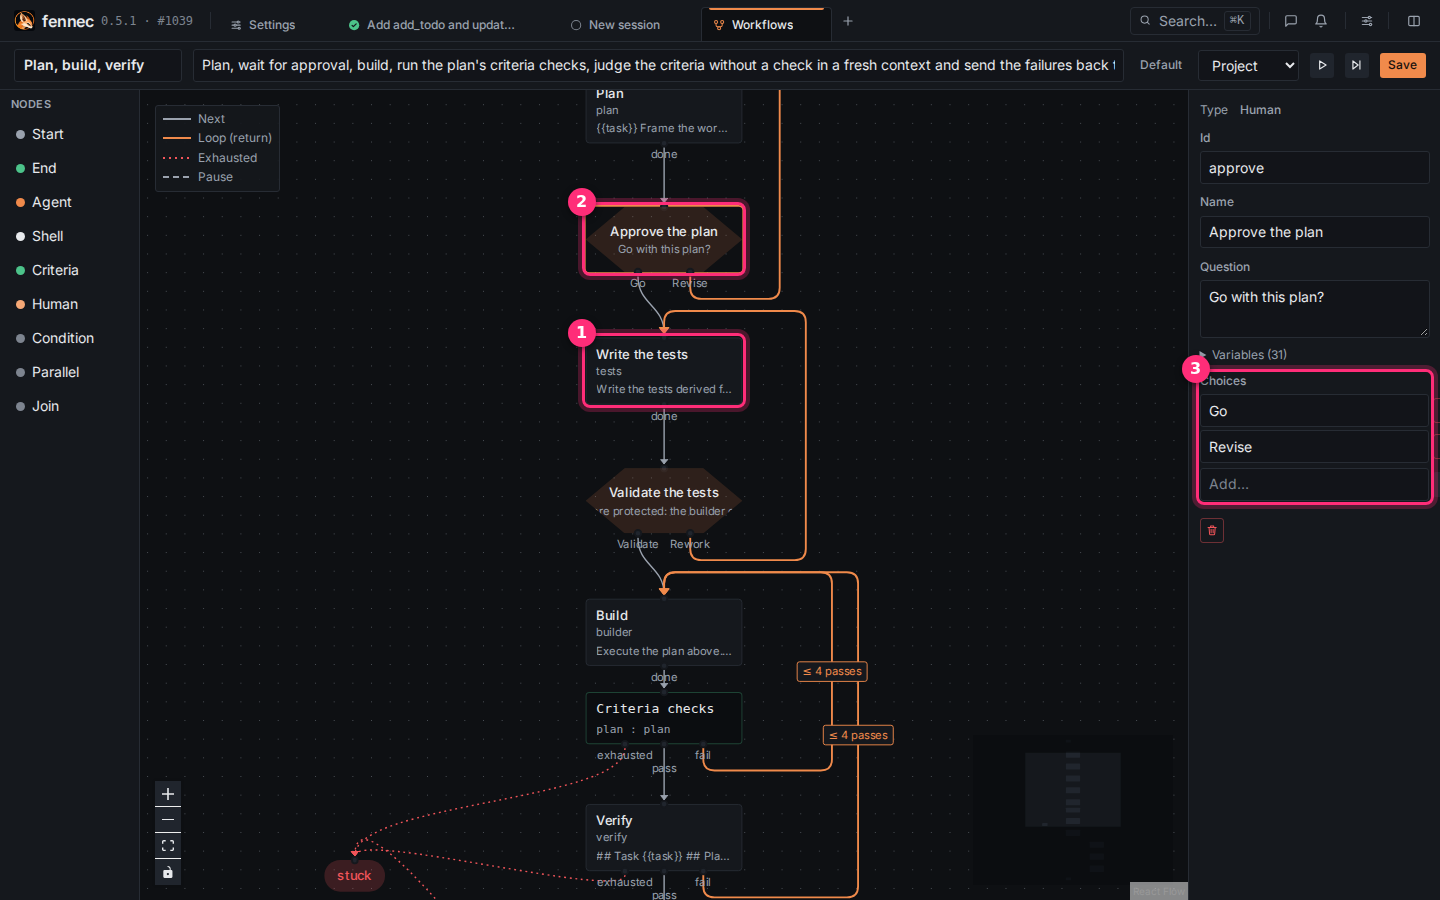 fennec 0.5.1 · #1039
Settings
Add add_todo and updat...
New session
Workflows
Search... ⌘K
Plan, build, verify
Plan, wait for approval, build, run the plan's criteria checks, judge the criteria without a check in a fresh context and send the failures back
Default
Project
Save
NODES
Start
End
Agent
Shell
Criteria
Human
Condition
Parallel
Join
Next
Loop (return)
Exhausted
Pause
Plan
plan
{{task}} Frame the wor...
done
2
Approve the plan
Go with this plan?
Go
Revise
1
Write the tests
tests
Write the tests derived f...
done
Validate the tests
re protected: the builder
Validate
Rework
Build
builder
Execute the plan above....
done
≤ 4 passes
Criteria checks
plan : plan
≤ 4 passes
exhausted
pass
fail
Verify
verify
## Task {{task}} ## Pla...
stuck
exhausted
pass
fail
Type Human
Id
approve
Name
Approve the plan
Question
Go with this plan?
Variables (31)
3
Choices
Go
Revise
Add...
React Flow